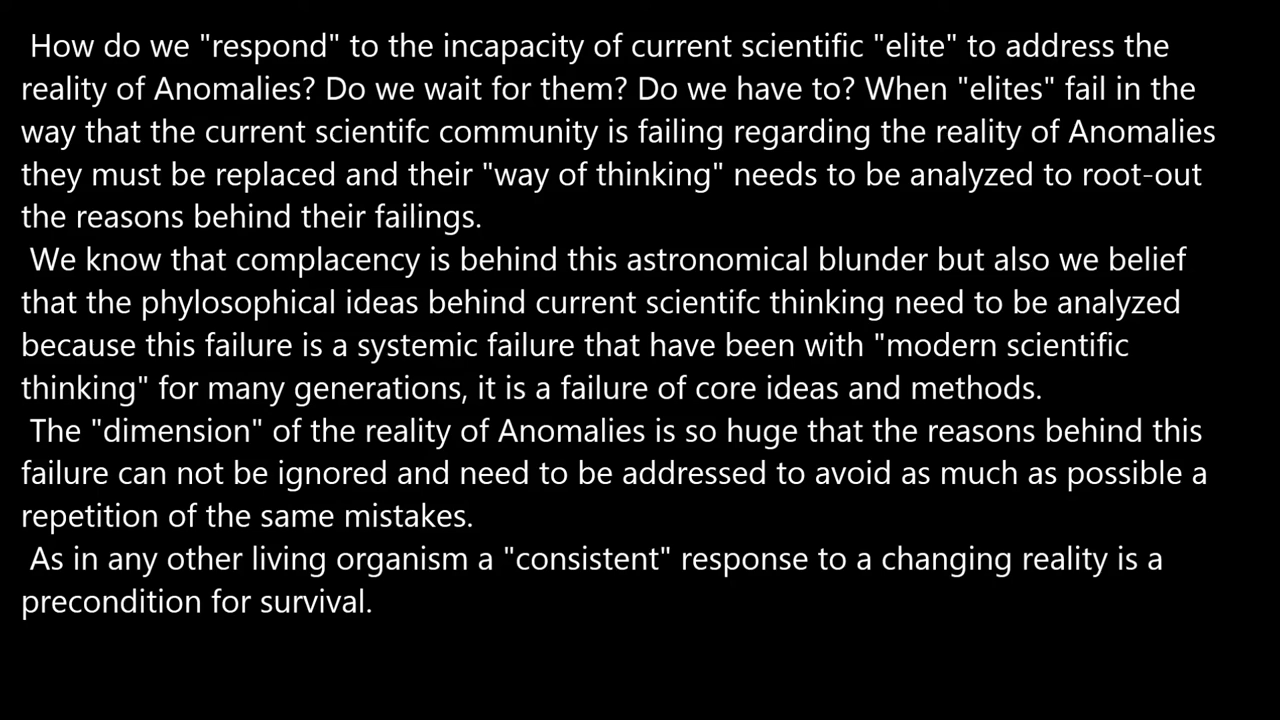 How do we "respond" to the incapacity of current scientific "elite" to address the
reality of Anomalies? Do we wait for them? Do we have to? When "elites" fail in the
way that the current scientifc community is failing regarding the reality of Anomalies
they must be replaced and their "way of thinking" needs to be analyzed to root-out
the reasons behind their failings.
We know that complacency is behind this astronomical blunder but also we belief
that the phylosophical ideas behind current scientifc thinking need to be analyzed
because this failure is a systemic failure that have been with "modern scientific
thinking" for many generations, it is a failure of core ideas and methods.
The "dimension" of the reality of Anomalies is so huge that the reasons behind this
failure can not be ignored and need to be addressed to avoid as much as possible a
repetition of the same mistakes.
As in any other living organism a "consistent" response to a changing reality is a
precondition for survival.